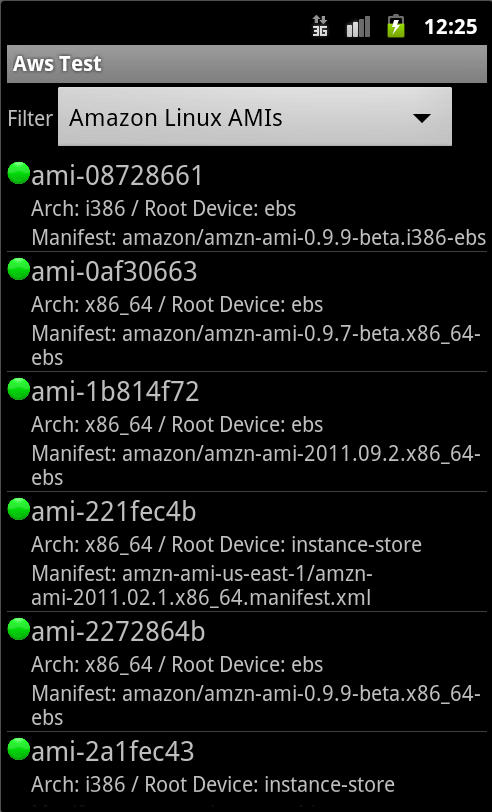 3G 12:25
Aws Test
Filter Amazon Linux AMIs
ami-08728661
Arch: i386 / Root Device: ebs
Manifest: amazon/amzn-ami-0.9.9-beta.i386-ebs
ami-0af30663
Arch: x86_64 / Root Device: ebs
Manifest: amazon/amzn-ami-0.9.7-beta.x86_64-
ebs
ami-1b814f72
Arch: x86_64 / Root Device: ebs
Manifest: amazon/amzn-ami-2011.09.2.x86_64-
ebs
ami-221fec4b
Arch: x86_64 / Root Device: instance-store
Manifest: amzn-ami-us-east-1/amzn-
ami-2011.02.1.x86_64.manifest.xml
ami-2272864b
Arch: x86_64 / Root Device: ebs
Manifest: amazon/amzn-ami-0.9.9-beta.x86_64-
ebs
ami-2a1fec43
Arch: i386 / Root Device: instance-store